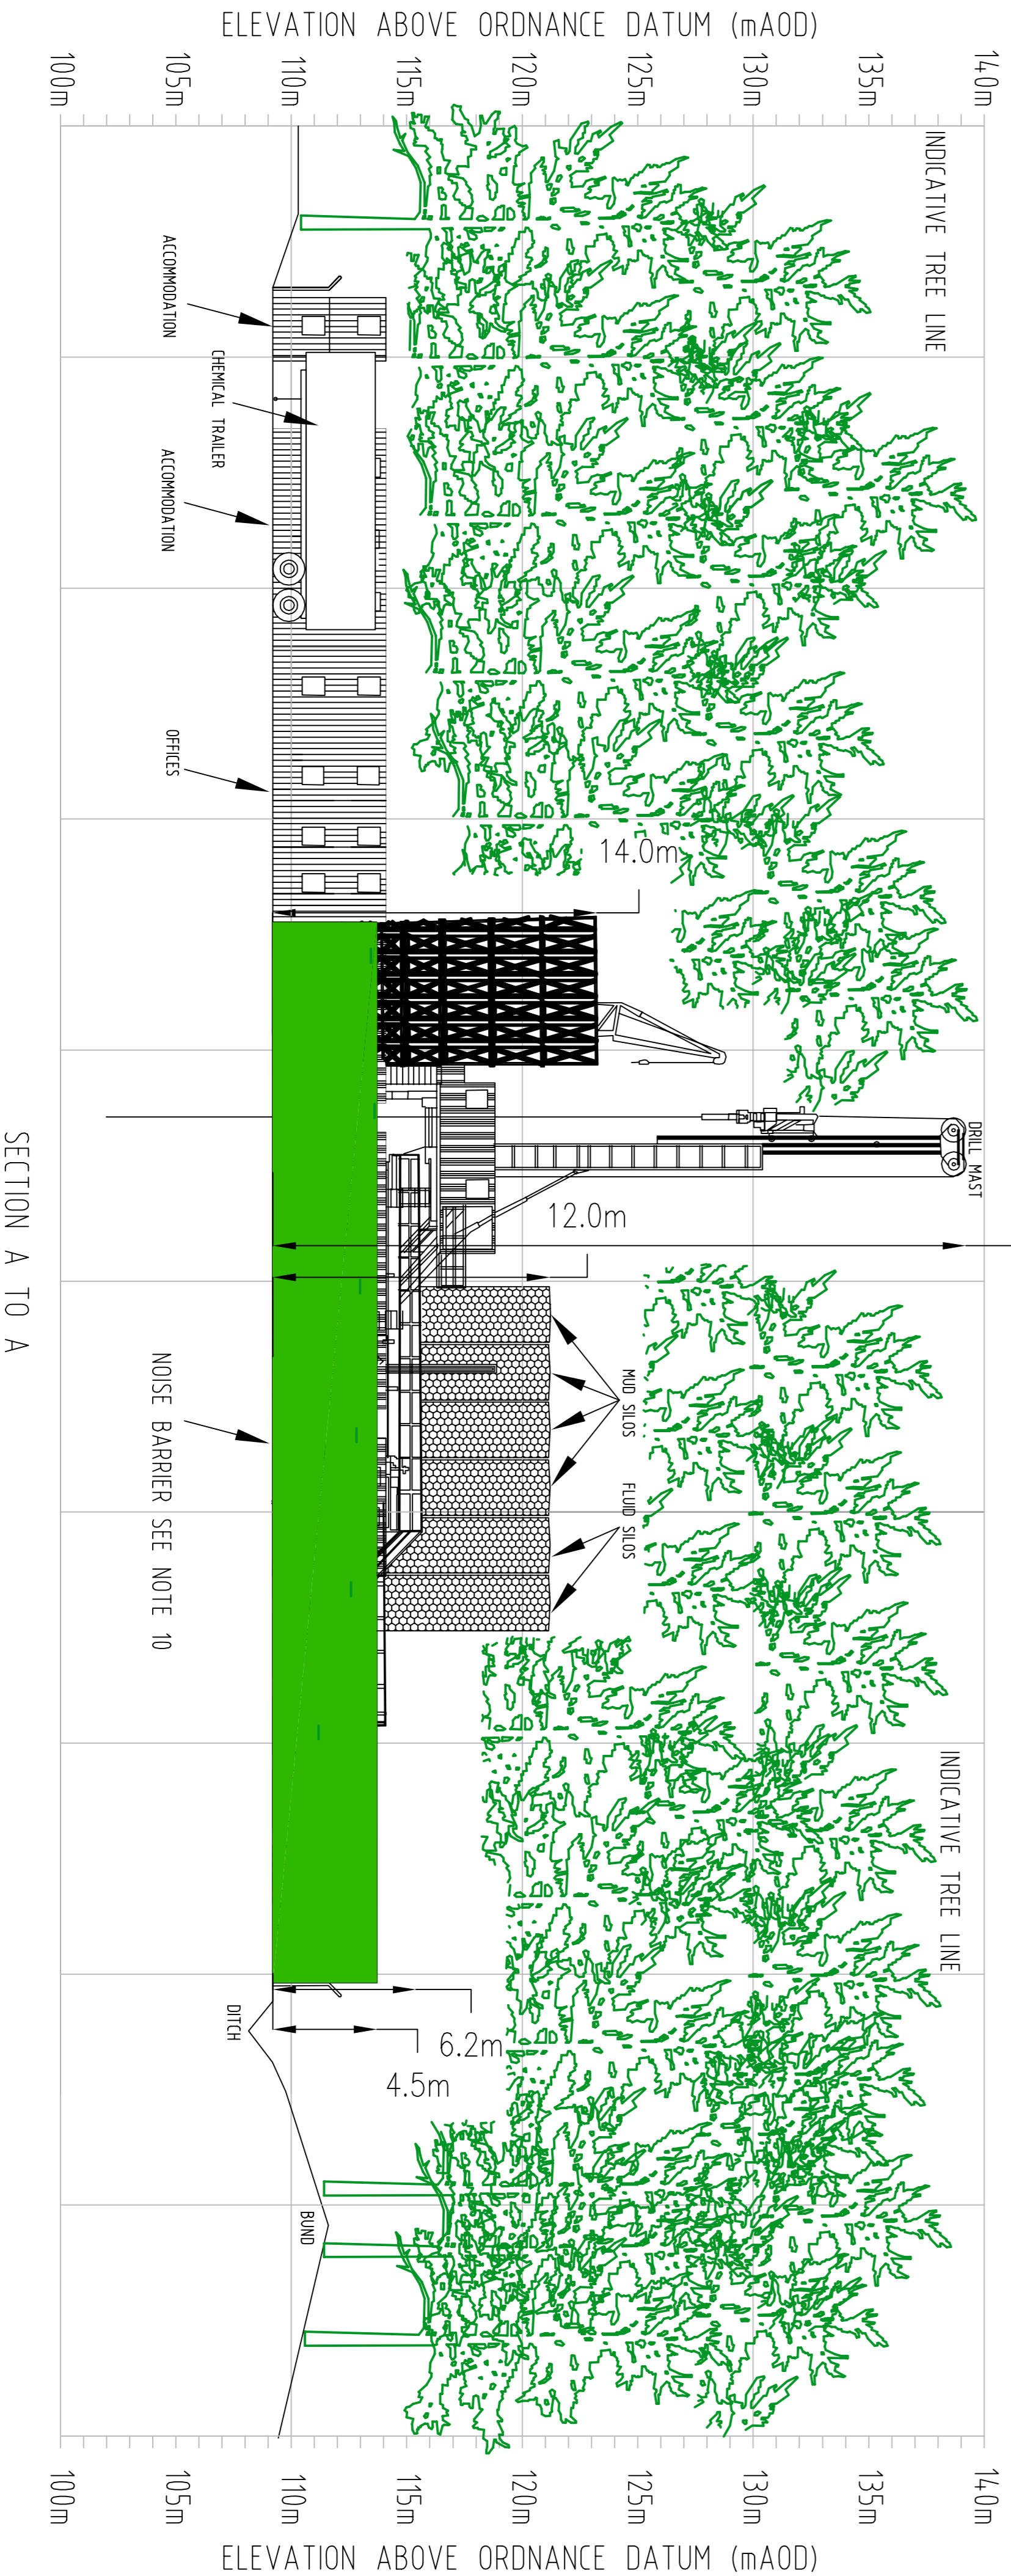 ELEVATION ABOVE ORDNANCE DATUM (mAOD)
140m
135m
130m
125m
120m
115m
110m
105m
100m
INDICATIVE TREE LINE
INDICATIVE TREE LINE
DRILL MAST
14.0m
12.0m
MUD SILOS
FLUID SILOS
6.2m
4.5m
ACCOMMODATION
CHEMICAL TRAILER
ACCOMMODATION
OFFICES
NOISE BARRIER SEE NOTE 10
DITCH
BUND
140m
135m
130m
125m
120m
115m
110m
105m
100m
ELEVATION ABOVE ORDNANCE DATUM (mAOD)
SECTION A TO A